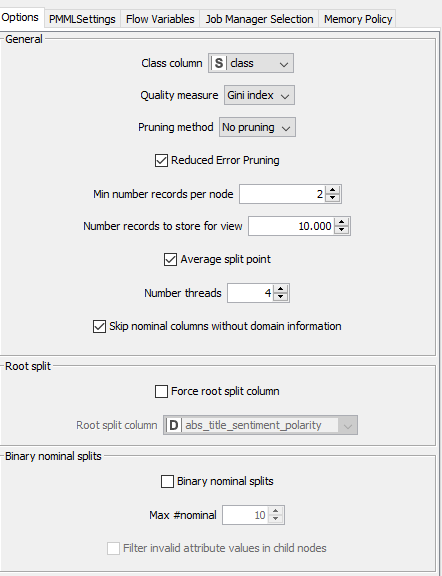 Options PMMLSettings Flow Variables Job Manager Selection Memory Policy
General
Class column S class
Quality measure Gini index
Pruning method No pruning
Reduced Error Pruning
Min number records per node 2
Number records to store for view 10.000
Average split point
Number threads 4
Skip nominal columns without domain information
Root split
Force root split column
Root split column D abs_title_sentiment_polarity
Binary nominal splits
Binary nominal splits
Max #nominal 10
Filter invalid attribute values in child nodes